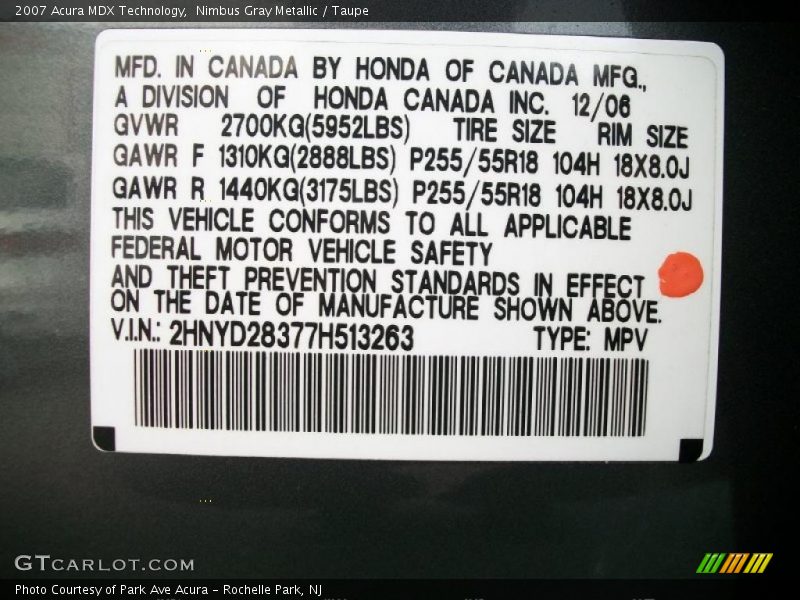 2007 Acura MDX Technology,  Nimbus Gray Metallic / Taupe
MFD. IN CANADA BY HONDA OF CANADA MFG.,
A DIVISION OF HONDA CANADA INC. 12/06
GVWR 2700KG(5952LBS) TIRE SIZE RIM SIZE
GAWR F 1310KG(2888LBS) P255/55R18 104H 18X8.0J
GAWR R 1440KG(3175LBS) P255/55R18 104H 18X8.0J
THIS VEHICLE CONFORMS TO ALL APPLICABLE
FEDERAL MOTOR VEHICLE SAFETY
AND THEFT PREVENTION STANDARDS IN EFFECT
ON THE DATE OF MANUFACTURE SHOWN ABOVE.
V.I.N.: 2HNYD28377H513263 TYPE: MPV
GTCARLOT.COM
Photo Courtesy of Park Ave Acura - Rochelle Park, NJ